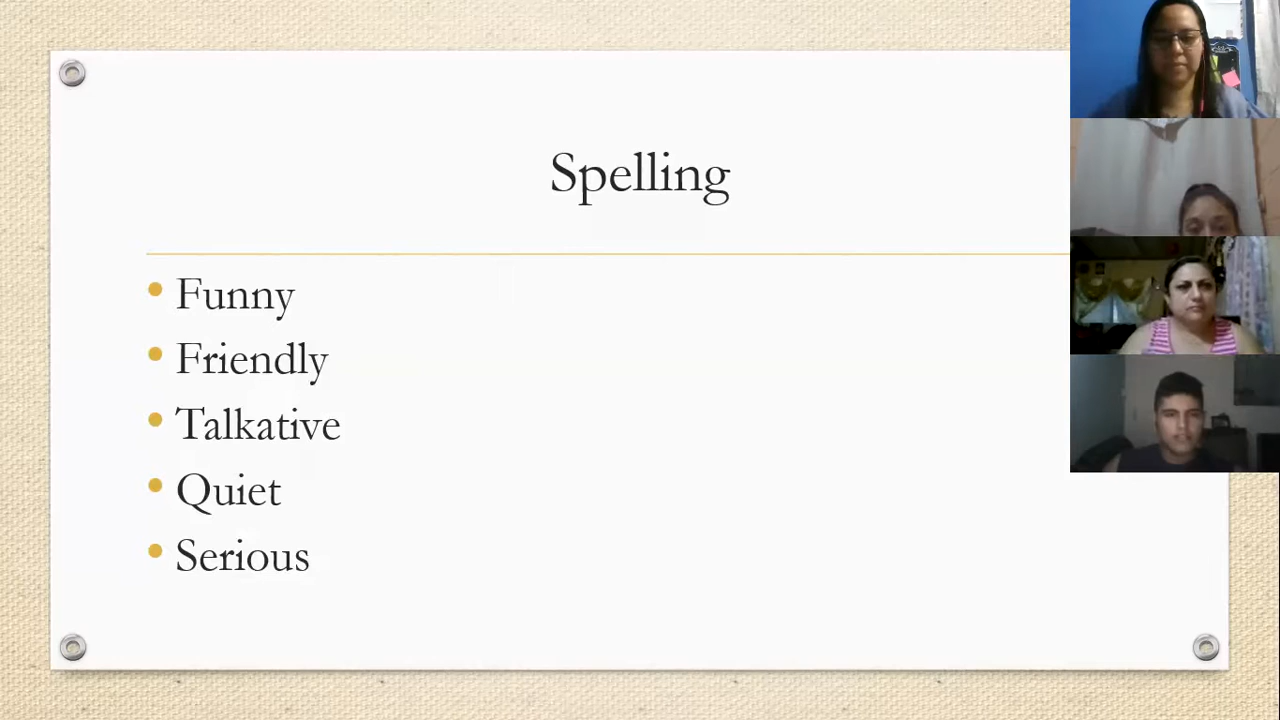 Spelling
Funny
Friendly
Talkative
Quiet
Serious